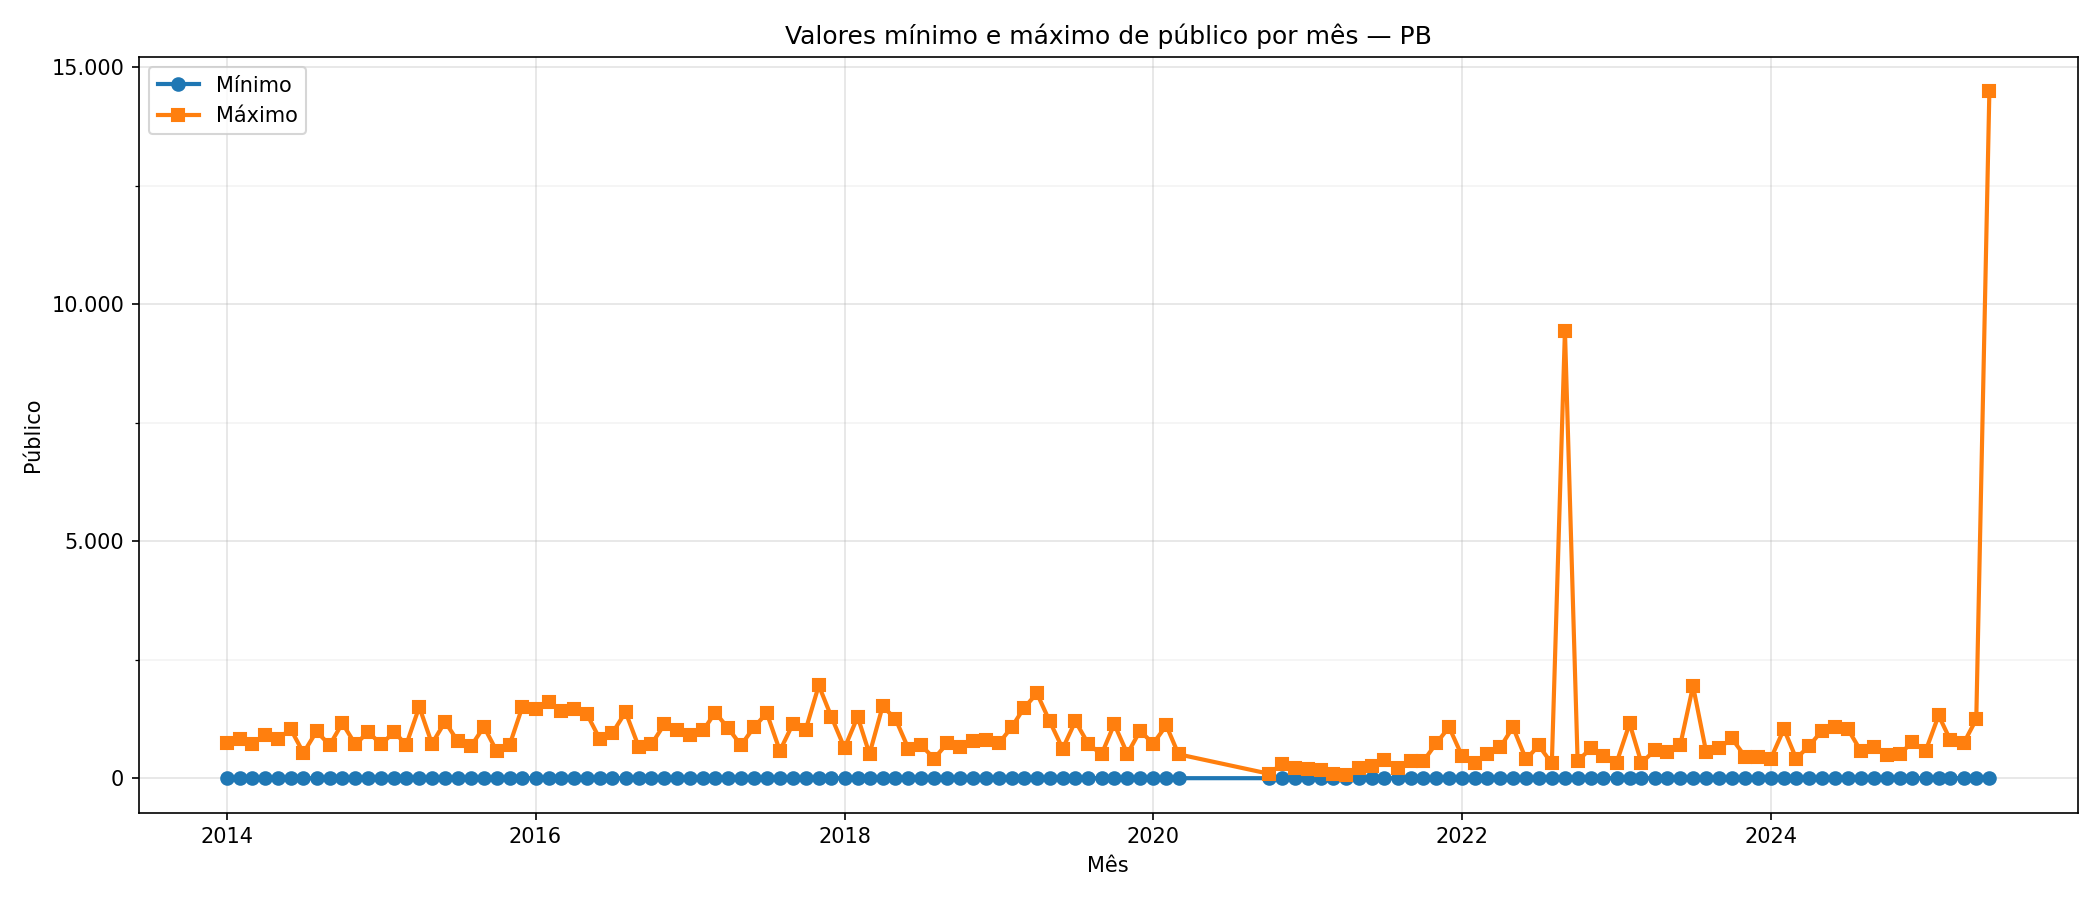 Valores mínimo e máximo de público por mês — PB
Mínimo
Máximo
15.000
10.000
5.000
0
Público
2014
2016
2018
2020
2022
2024
Mês